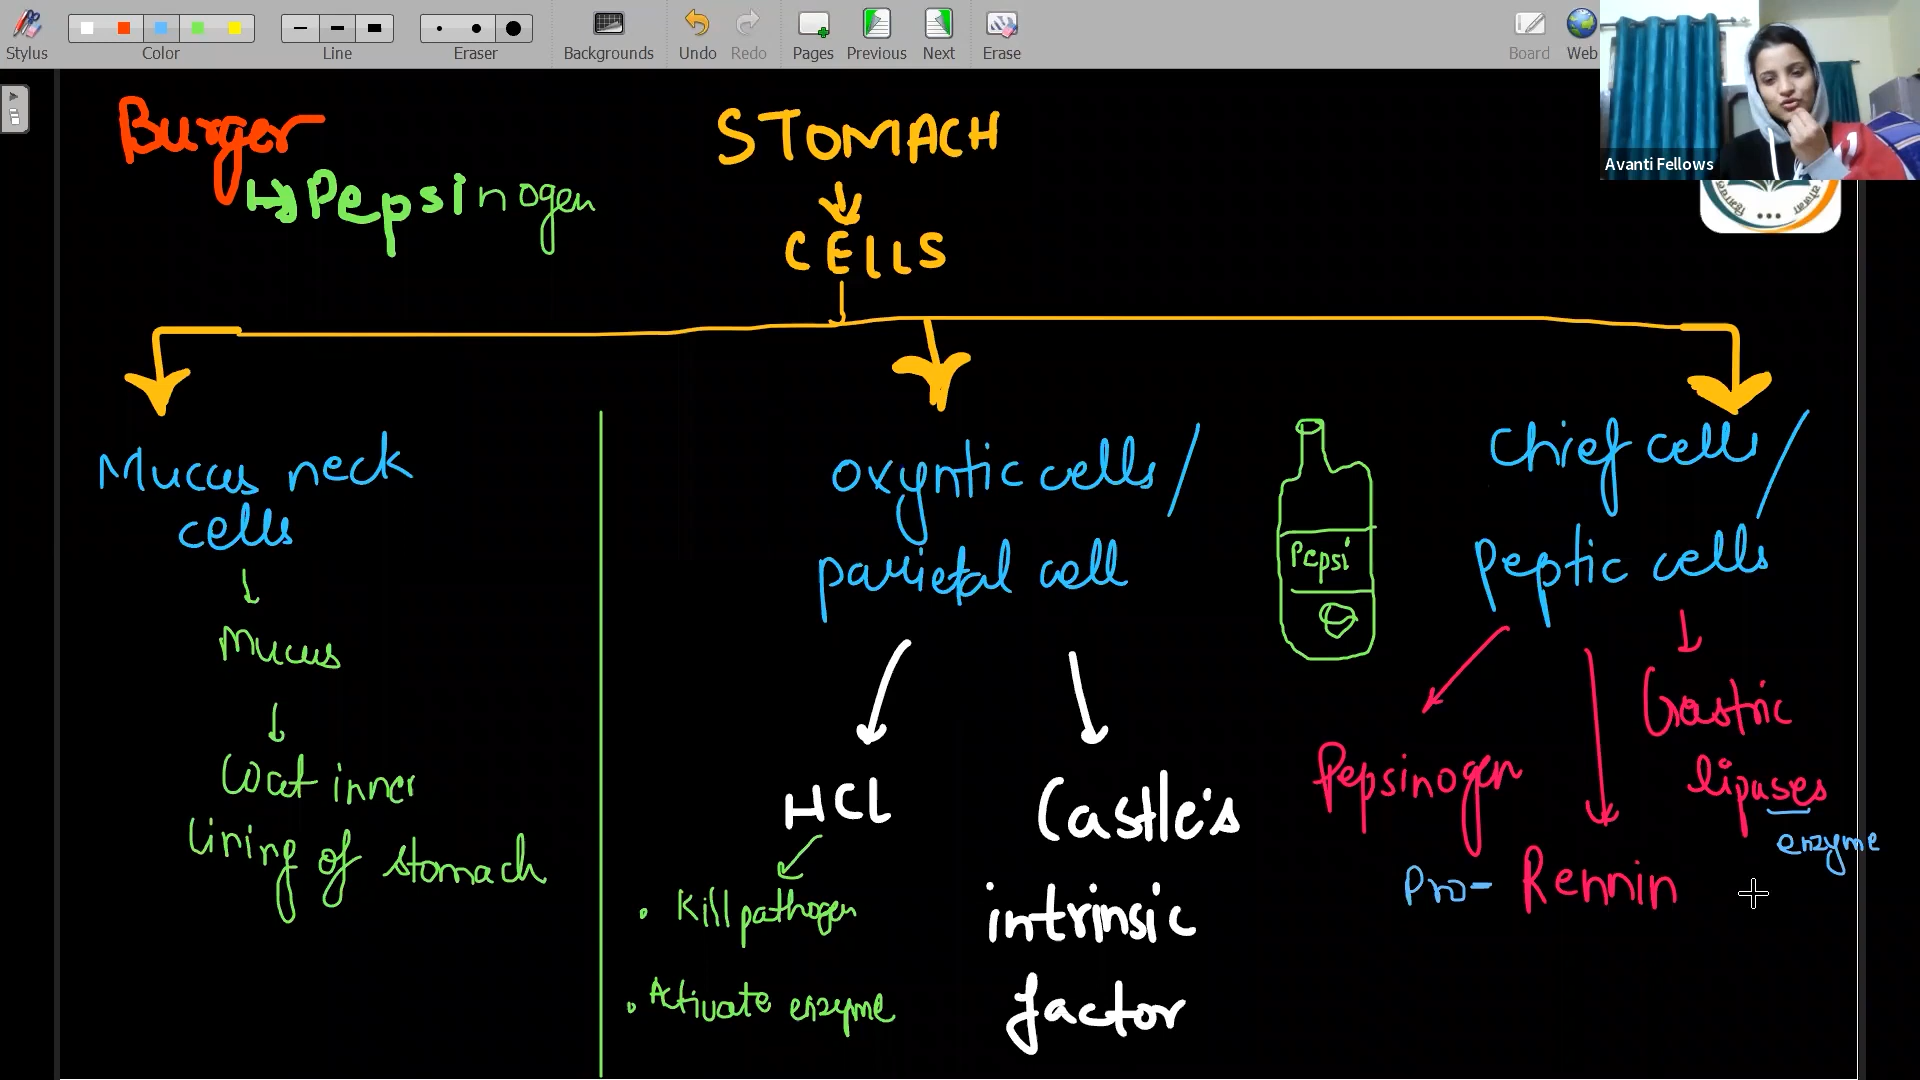 Stylus
Color
Line
Eraser
Backgrounds
Undo
Redo
Pages
Previous
Next
Erase
Board
Web
Avanti Fellows
Burger
Pepsinogen
STOMACH
CELLS
Mucus neck
cells
Mucus
Coat inner
Lining of stomach
oxyntic cells/
parietal cell
HCL
Kill pathogen
Activate enzyme
Castle's
intrinsic
factor
Pepsi
Chief cells/
peptic cells
Pepsinogen
Pro- Rennin
Gastric
lipases
enzyme